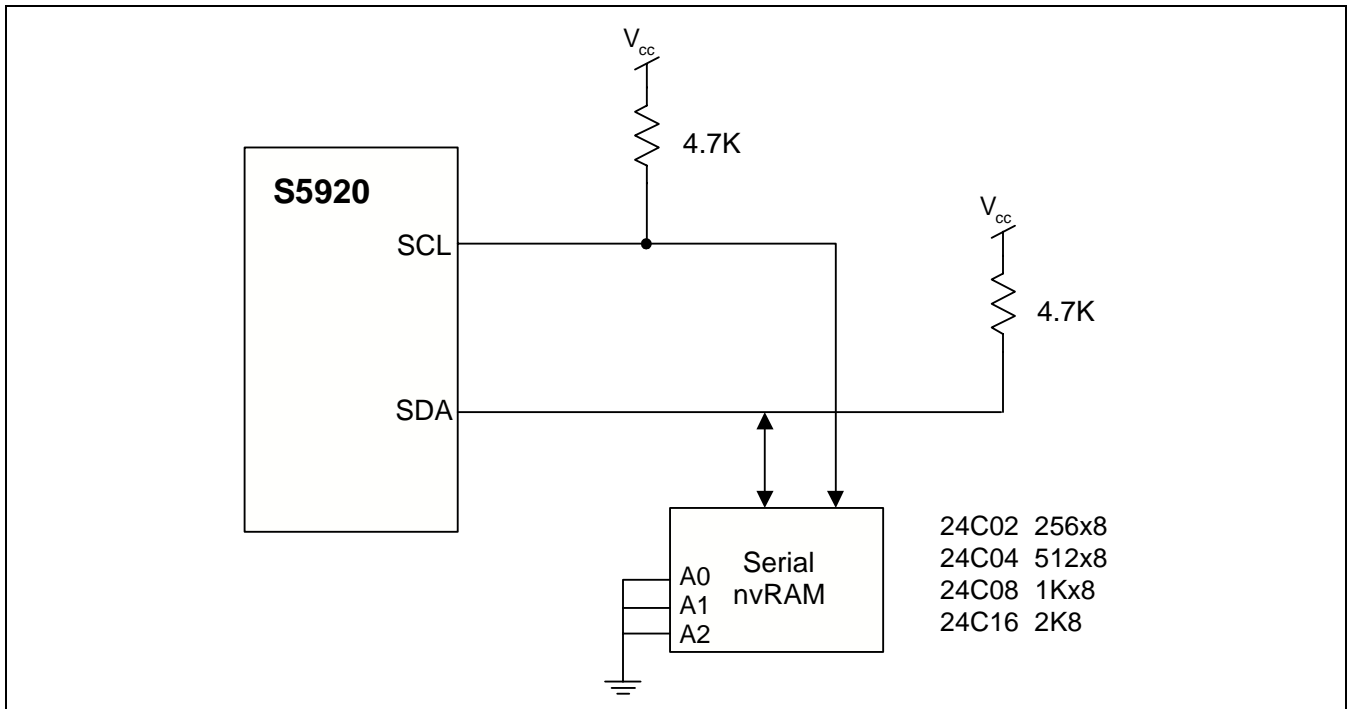 Vcc
4.7K
S5920
SCL
Vcc
4.7K
SDA
Serial
nvRAM
A0
A1
A2
24C02 256x8
24C04 512x8
24C08 1Kx8
24C16 2K8